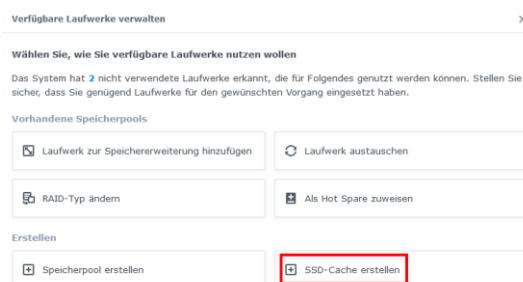 Verfügbare Laufwerke verwalten
Wählen Sie, wie Sie verfügbare Laufwerke nutzen wollen
Das System hat 2 nicht verwendete Laufwerke erkannt, die für Folgendes genutzt werden können. Stellen Sie
sicher, dass Sie genügend Laufwerke für den gewünschten Vorgang eingesetzt haben.
Vorhandene Speicherpools
Laufwerk zur Speichererweiterung hinzufügen
Laufwerk austauschen
RAID-Typ ändern
Als Hot Spare zuweisen
Erstellen
Speicherpool erstellen
SSD-Cache erstellen